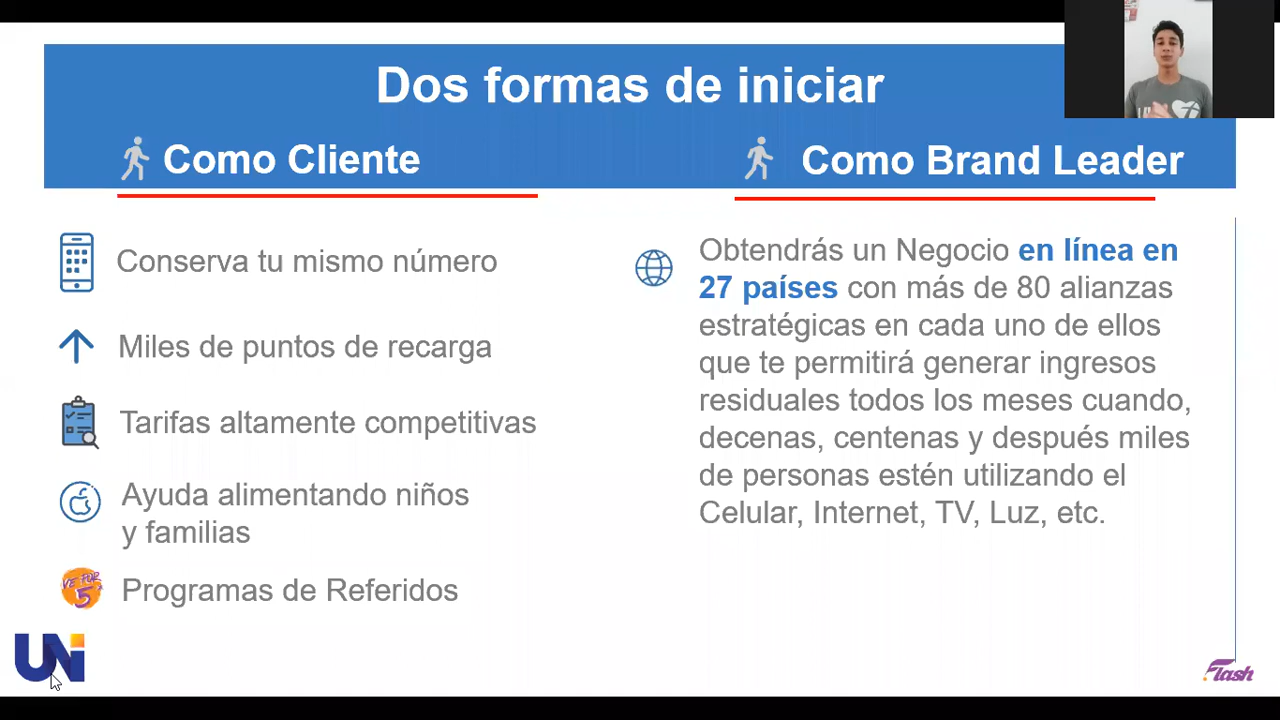 Dos formas de iniciar
Como Cliente
Conserva tu mismo número
Miles de puntos de recarga
Tarifas altamente competitivas
Ayuda alimentando niños
y familias
VE FOR
5
Programas de Referidos
Como Brand Leader
Obtendrás un Negocio en línea en
27 países con más de 80 alianzas
estratégicas en cada uno de ellos
que te permitirá generar ingresos
residuales todos los meses cuando,
decenas, centenas y después miles
de personas estén utilizando el
Celular, Internet, TV, Luz, etc.
UNi
Flash